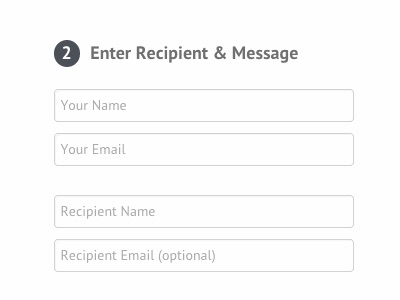 2 Enter Recipient & Message
Your Name
Your Email
Recipient Name
Recipient Email (optional)